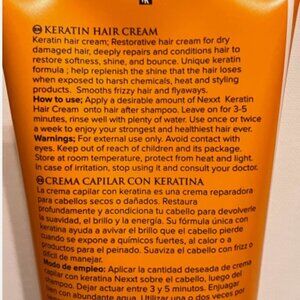 KERATIN HAIR CREAM
Keratin hair cream; Restorative hair cream for dry
damaged hair, deeply repairs and conditions hair to
restore softness, shine, and bounce. Unique keratin
formula ; help replenish the shine that the hair loses
when exposed to harsh chemicals, heat and styling
products. Smooths frizzy hair and flyaways.
How to use; Apply a desirable amount of Nexxt Keratin
Hair Cream onto hair after shampoo. Leave on for 3-5
minutes, rinse well with plenty of water. Use once or twice
a week to enjoy your strongest and healthiest hair ever.
Warnings; For external use only. Avoid contact with
eyes. Keep out of reach of children and its package.
Store at room temperature, protect from heat and light.
In case of irritation, stop using it and consult your doctor.
CREMA CAPILAR CON KERATINA
La crema capilar con keratina es una crema reparadora
para cabellos secos o dañados. Restaura
profundamente y acondiciona tu cabello para devolverle
la suavidad, el brillo y la energía. Su fórmula única con
keratina ayuda a avivar el brillo que el cabello pierde
cuando se expone a químicos fuertes, al calor o a
productos para el peinado. Suaviza el cabello con frizz o
difícil de manejar.
Modo de empleo: Aplicar la cantidad deseada de crema
capilar con keratina Nexxt sobre el cabello, luego del
shampoo. Dejar actuar entre 3 y 5 minutos. Enjuagar
con abundante agua. Utilizar una o dos veces por